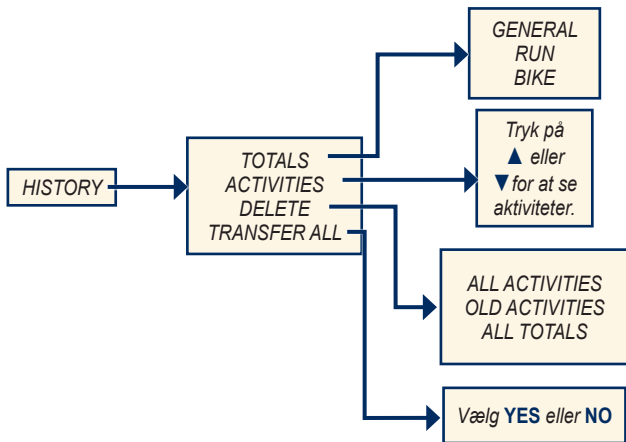 HISTORY
TOTALS
ACTIVITIES
DELETE
TRANSFER ALL
GENERAL
RUN
BIKE
Tryk på
▲ eller
▼ for at se
aktiviteter.
ALL ACTIVITIES
OLD ACTIVITIES
ALL TOTALS
Vælg YES eller NO